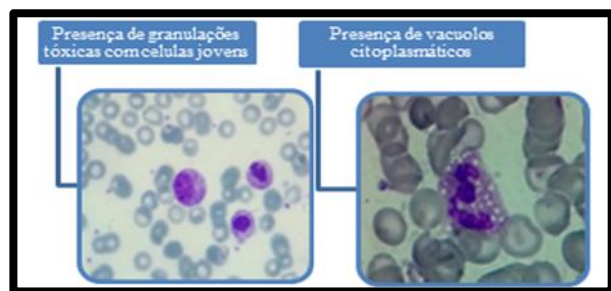 Presença de granulações
tóxicas com celulas jovens
Presença de vacuolos
citoplasmáticos